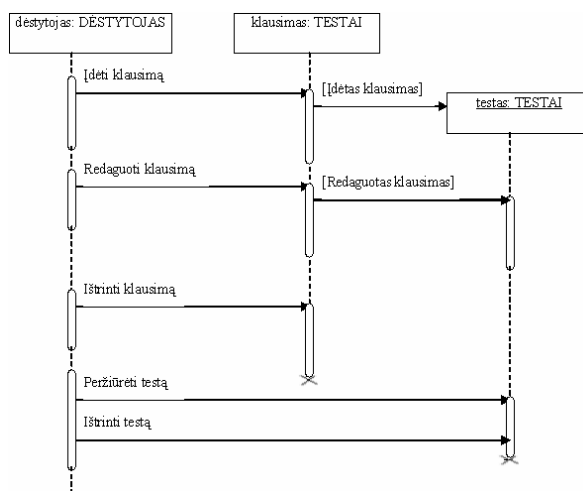 dėstytojas: DĖSTYTOJAS
klausimas: TESTAI
Įdėti klausimą
[Įdėtas klausimas]
testas: TESTAI
Redaguoti klausimą
[Redaguotas klausimas]
Ištrinti klausimą
Peržiūrėti testą
Ištrinti testą